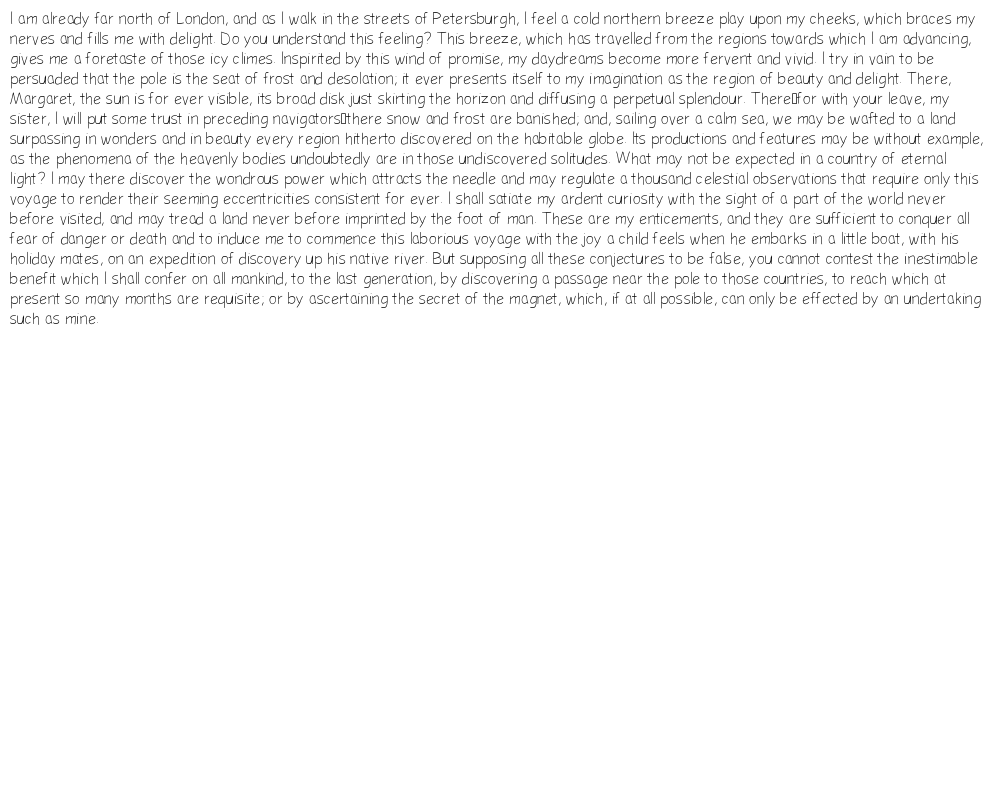 I am already far north of London, and as I walk in the streets of Petersburgh, I feel a cold northern breeze play upon my cheeks, which braces my
nerves and fills me with delight. Do you understand this feeling? This breeze, which has travelled from the regions towards which I am advancing,
gives me a foretaste of those icy climes. Inspirited by this wind of promise, my daydreams become more fervent and vivid. I try in vain to be
persuaded that the pole is the seat of frost and desolation; it ever presents itself to my imagination as the region of beauty and delight. There,
Margaret, the sun is for ever visible, its broad disk just skirting the horizon and diffusing a perpetual splendour. There▯for with your leave, my
sister, I will put some trust in preceding navigators▯there snow and frost are banished; and, sailing over a calm sea, we may be wafted to a land
surpassing in wonders and in beauty every region hitherto discovered on the habitable globe. Its productions and features may be without example,
as the phenomena of the heavenly bodies undoubtedly are in those undiscovered solitudes. What may not be expected in a country of eternal
light? I may there discover the wondrous power which attracts the needle and may regulate a thousand celestial observations that require only this
voyage to render their seeming eccentricities consistent for ever. I shall satiate my ardent curiosity with the sight of a part of the world never
before visited, and may tread a land never before imprinted by the foot of man. These are my enticements, and they are sufficient to conquer all
fear of danger or death and to induce me to commence this laborious voyage with the joy a child feels when he embarks in a little boat, with his
holiday mates, on an expedition of discovery up his native river. But supposing all these conjectures to be false, you cannot contest the inestimable
benefit which I shall confer on all mankind, to the last generation, by discovering a passage near the pole to those countries, to reach which at
present so many months are requisite; or by ascertaining the secret of the magnet, which, if at all possible, can only be effected by an undertaking
such as mine.